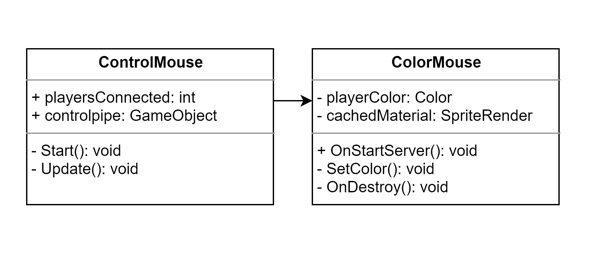 ControlMouse
+ playersConnected: int
+ controlpipe: GameObject
- Start(): void
- Update(): void
ColorMouse
- playerColor: Color
- cachedMaterial: SpriteRender
+ OnStartServer(): void
- SetColor(): void
- OnDestroy(): void